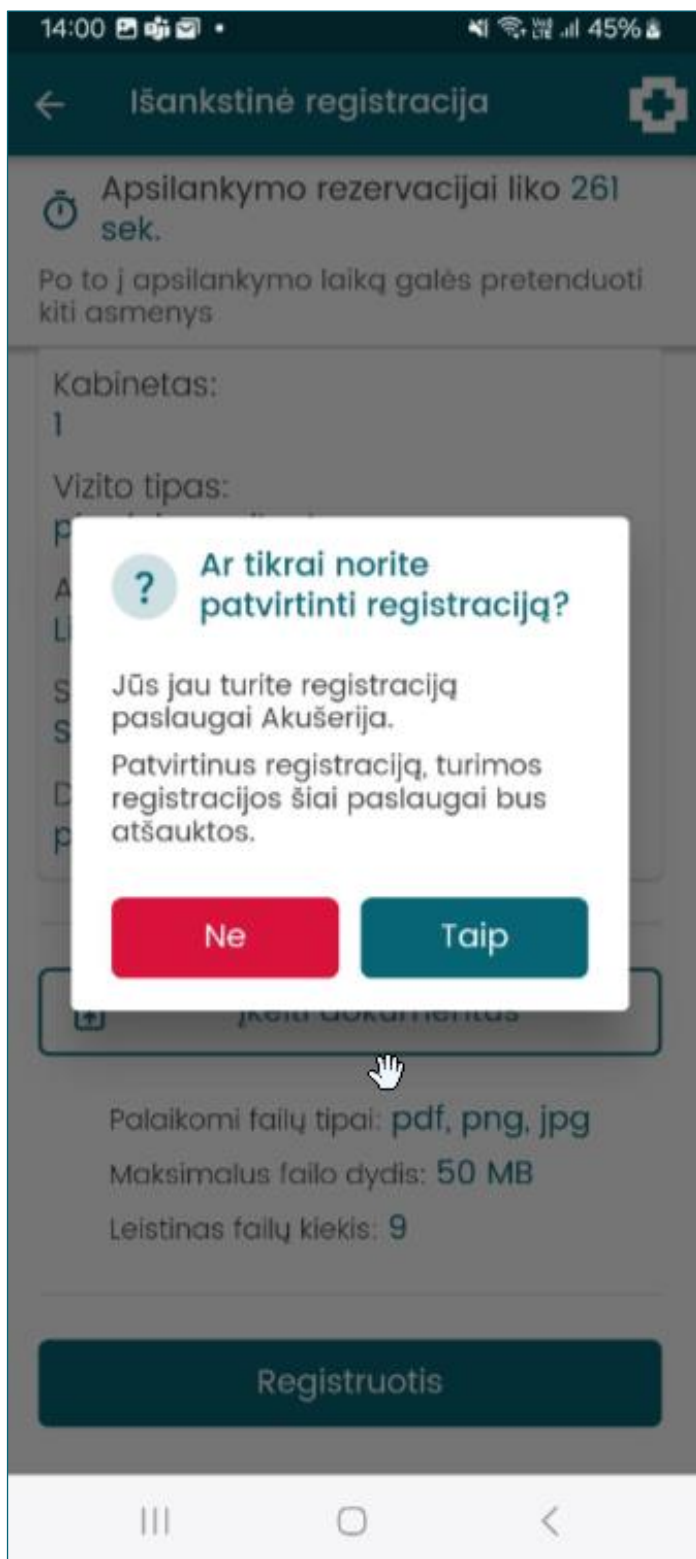 14:00
45%
Išankstinė registracija
Apsilankymo rezervacijai liko 261
sek.
Po to į apsilankymo laiką galės pretenduoti
kiti asmenys
Kabinetas:
1
Vizito tipas:
Ar tikrai norite
patvirtinti registraciją?
Jūs jau turite registraciją
paslaugai Akušerija.
Patvirtinus registraciją, turimos
registracijos šiai paslaugai bus
atšauktos.
Ne
Taip
Įkelti dokumentus
Palaikomi failų tipai: pdf, png, jpg
Maksimalus failo dydis: 50 MB
Leistinas failų kiekis: 9
Registruotis